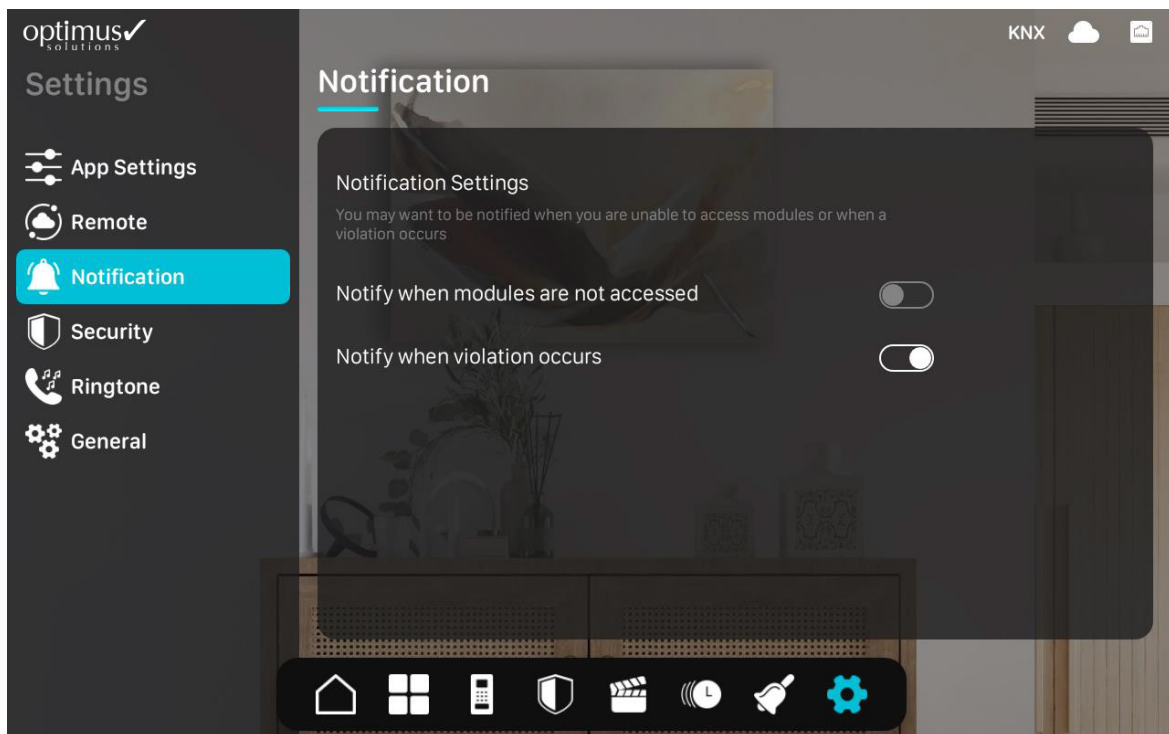 optimus
solutions
KNX
Settings
Notification
App Settings
Remote
Notification
Security
Ringtone
General
Notification Settings
You may want to be notified when you are unable to access modules or when a
violation occurs
Notify when modules are not accessed
Notify when violation occurs